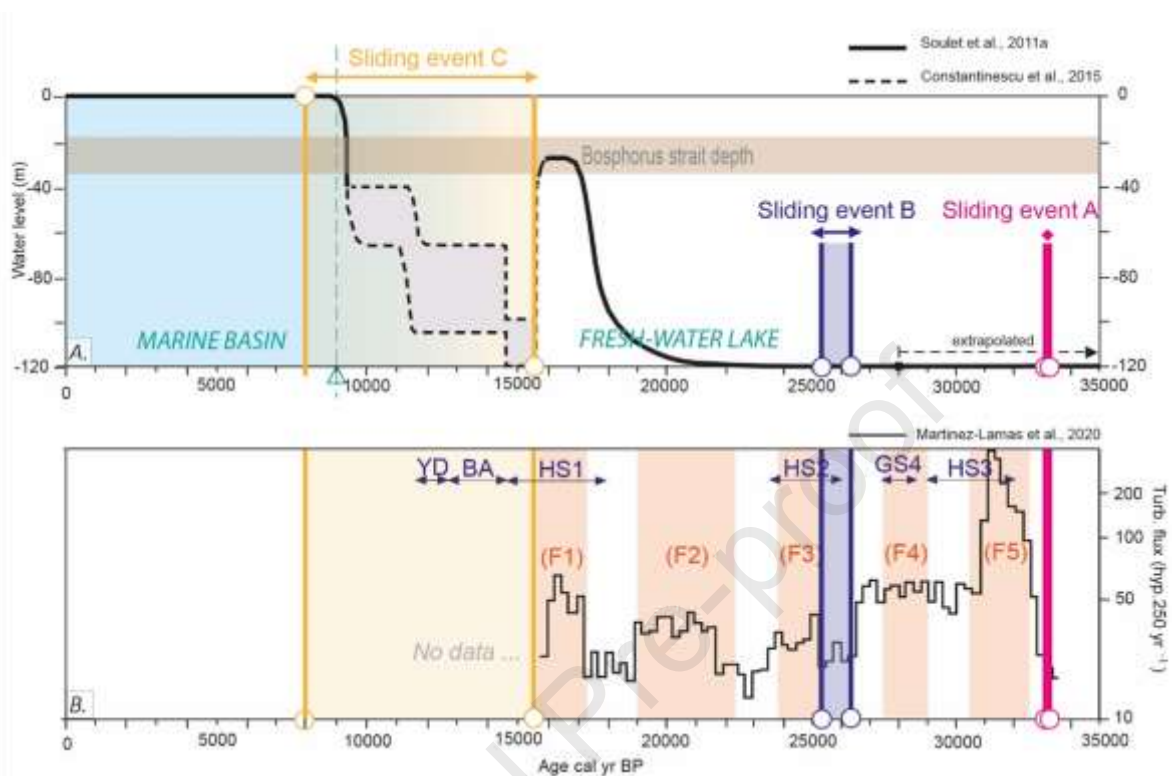 Soulet et al., 2011a
Sliding event C
Constantinescu et al., 2015
0
0
Bosphorus strait depth
-40
-40
Water level (m)
Sliding event B
Sliding event A
-80
-80
MARINE BASIN
FRESH-WATER LAKE
extrapolated
A.
-120
-120
0
5000
10000
15000
20000
25000
30000
35000
Martinez-Lamas et al., 2020
YD
BA
HS1
HS2
GS4
HS3
200
100
(F1)
(F2)
(F3)
(F4)
(F5)
50
Turb. flux (hyp.250 yr⁻¹)
No data ...
B.
10
0
5000
10000
15000
20000
25000
30000
35000
Age cal yr BP
l Pre-proof